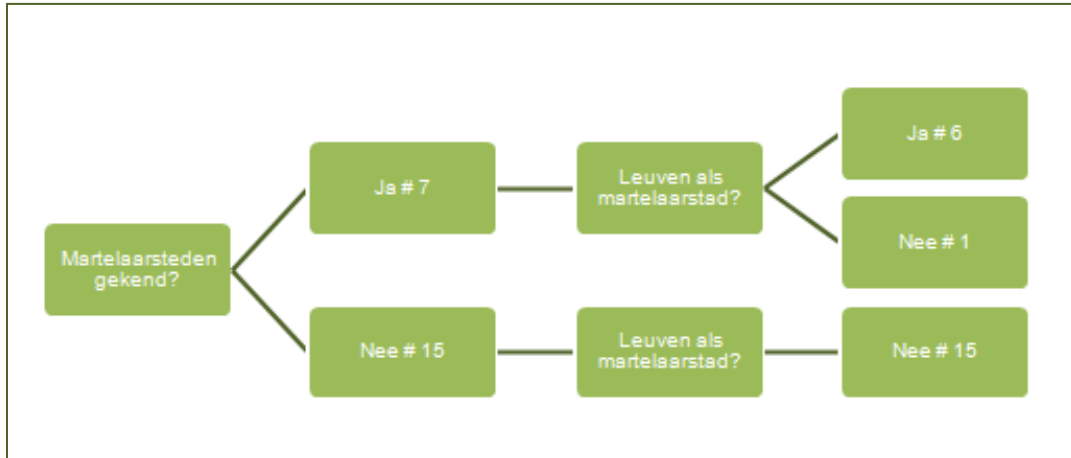 Martelaarsteden
gekend?
Ja # 7
Leuven als
martelaarstad?
Ja # 6
Nee # 1
Nee # 15
Leuven als
martelaarstad?
Nee # 15